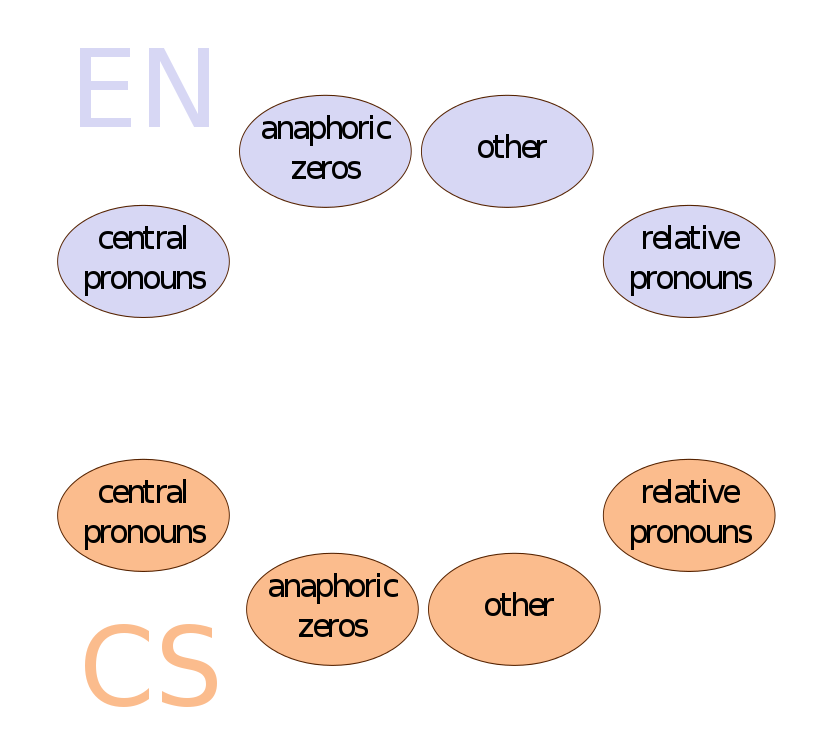 EN
anaphoric
zeros
other
central
pronouns
relative
pronouns
central
pronouns
relative
pronouns
anaphoric
zeros
other
CS